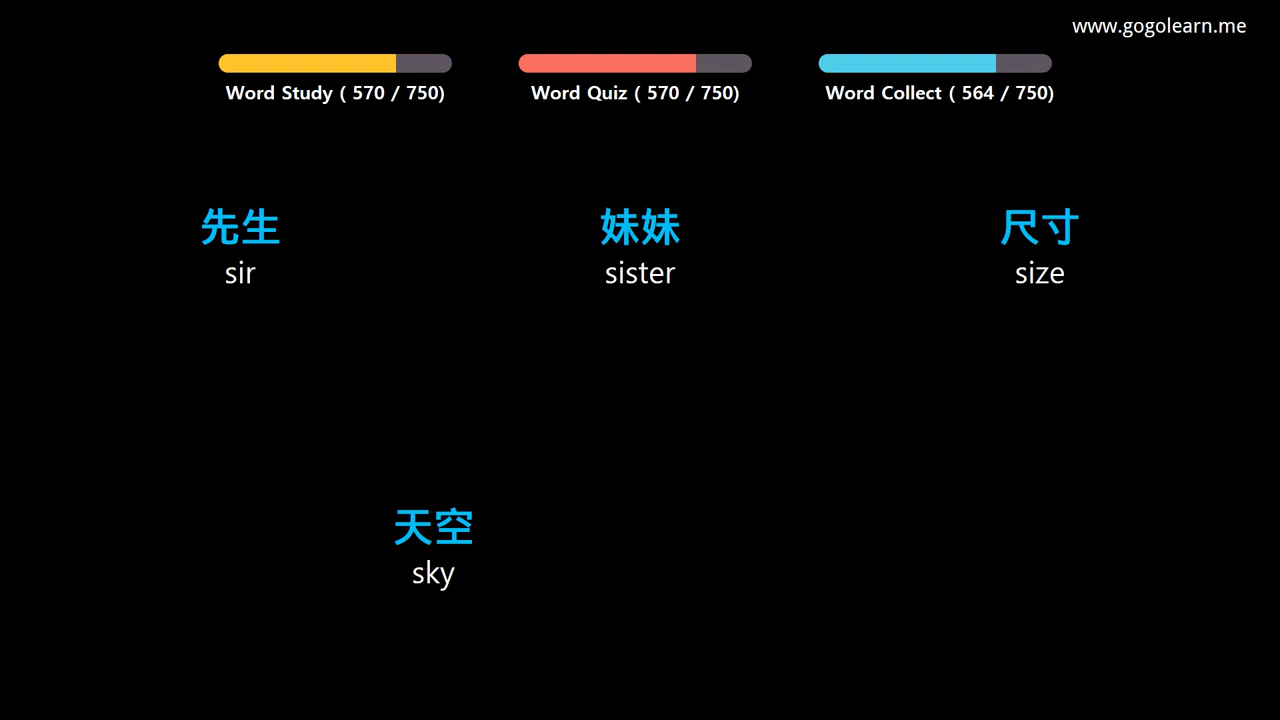 www.gogolearn.me
Word Study ( 570 / 750)
Word Quiz ( 570 / 750)
Word Collect ( 564 / 750)
先生
sir
妹妹
sister
尺寸
size
天空
sky